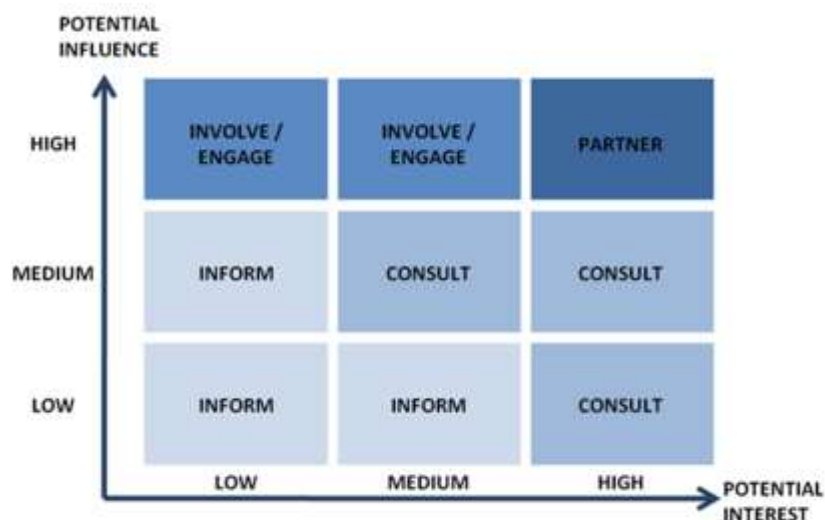 POTENTIAL
INFLUENCE
HIGH
INVOLVE /
ENGAGE
INVOLVE /
ENGAGE
PARTNER
MEDIUM
INFORM
CONSULT
CONSULT
LOW
INFORM
INFORM
CONSULT
LOW
MEDIUM
HIGH
POTENTIAL
INTEREST